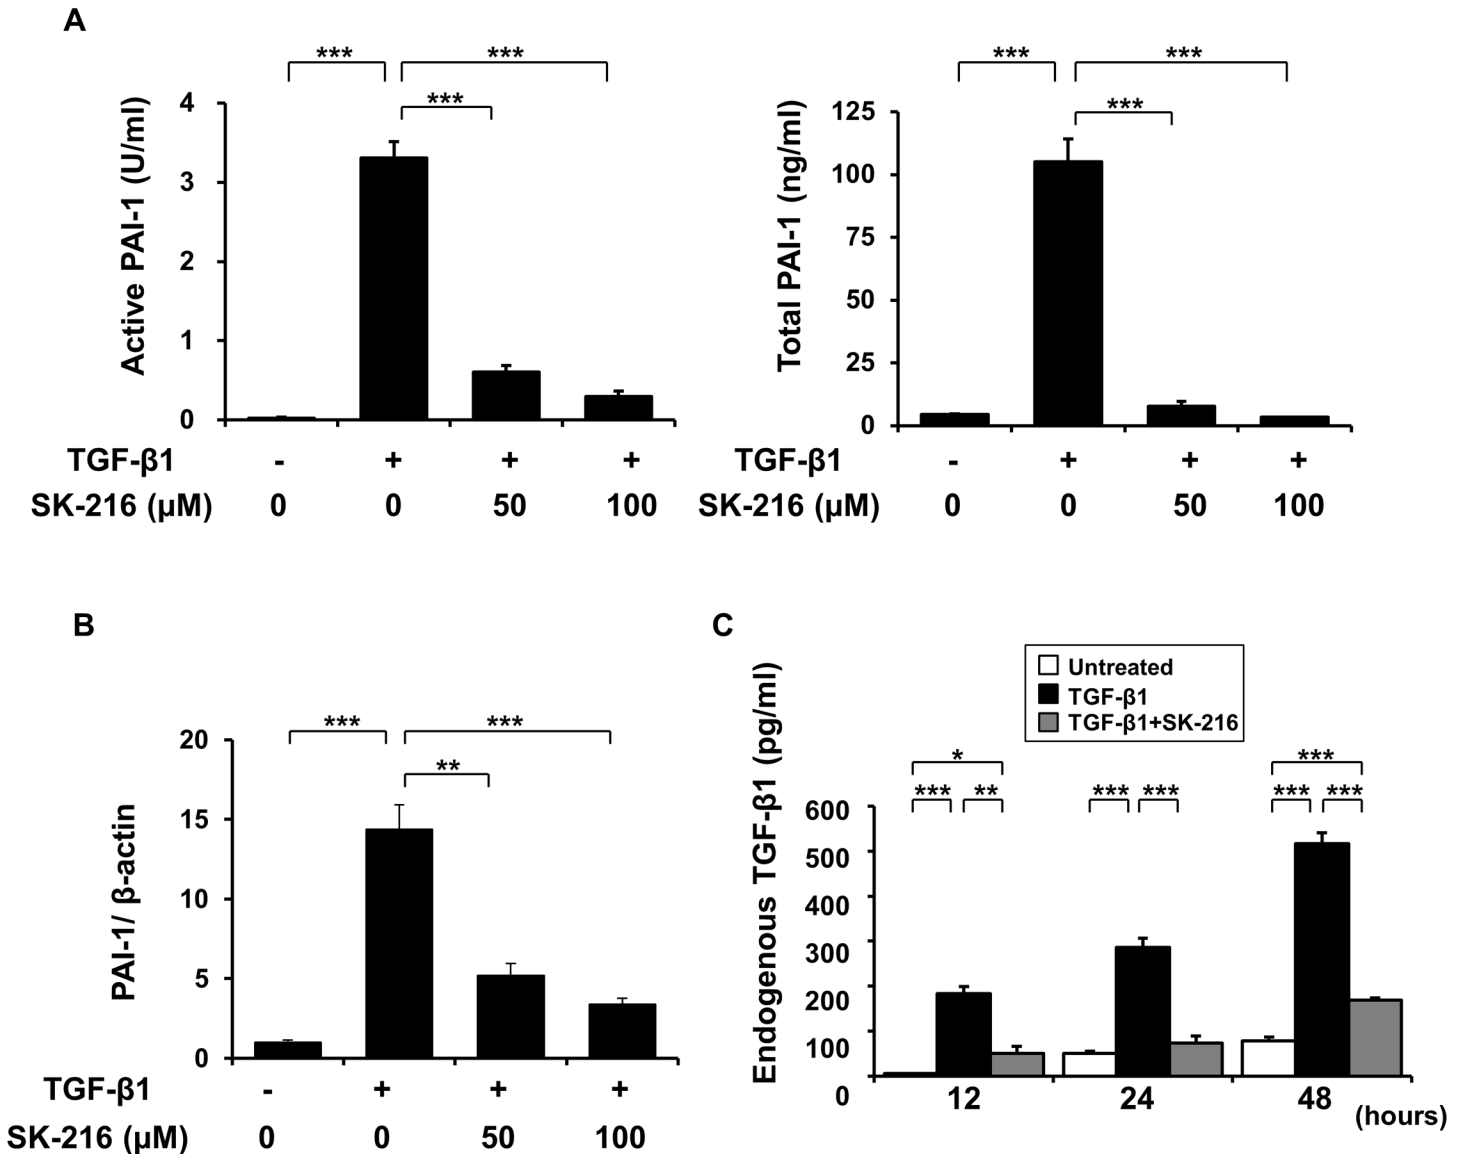 A
*** ***
***
Active PAI-1 (U/ml)
4
3
2
1
0
TGF-β1 - + + +
SK-216 (μM) 0 0 50 100
*** ***
***
Total PAI-1 (ng/ml)
125
100
75
50
25
0
TGF-β1 - + + +
SK-216 (μM) 0 0 50 100
B
*** ***
**
PAI-1/ β-actin
20
15
10
5
0
TGF-β1 - + + +
SK-216 (μM) 0 0 50 100
C
Untreated
TGF-β1
TGF-β1+SK-216
* ***
*** ** *** *** *** ***
Endogenous TGF-β1 (pg/ml)
600
500
400
300
200
100
0
12 24 48
(hours)